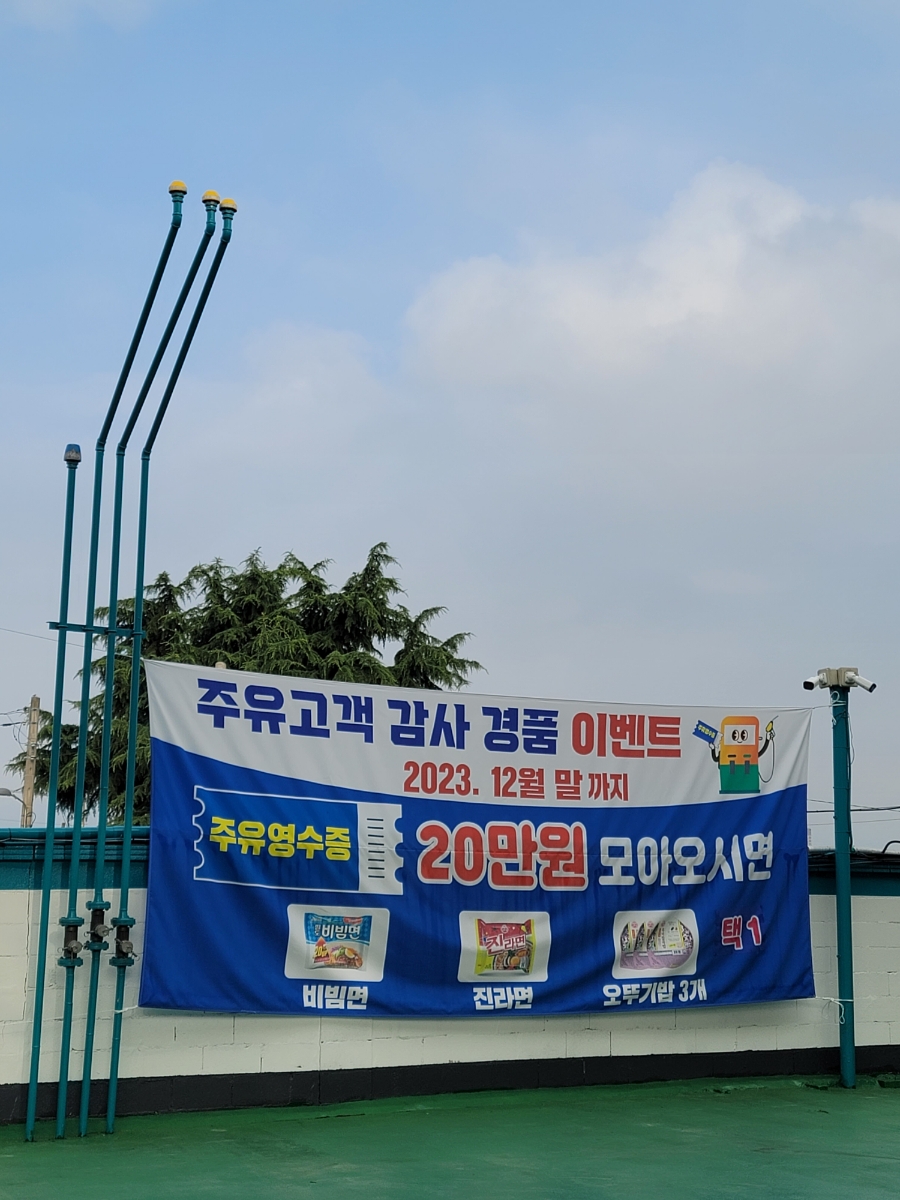 주유고객 감사 경품 이벤트
2023. 12월 말 까지
주유영수증 20만원 모아오시면
비빔면
진라면
택1
비빔면 진라면 오뚜기밥 3개